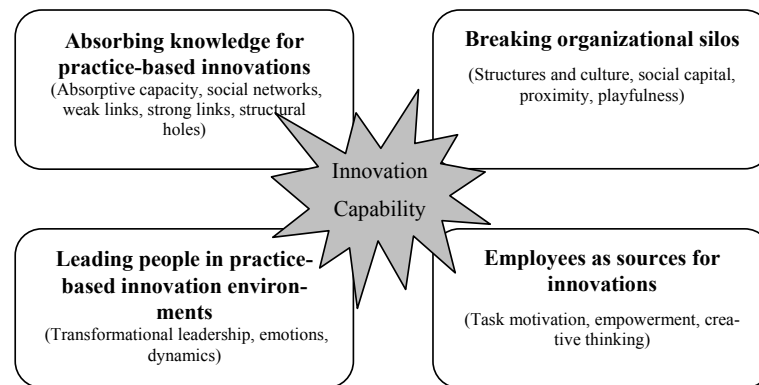 Absorbing knowledge for
practice-based innovations
(Absorptive capacity, social networks,
weak links, strong links, structural
holes)
Breaking organizational silos
(Structures and culture, social capital,
proximity, playfulness)
Innovation
Capability
Leading people in practice-
based innovation environ-
ments
(Transformational leadership, emotions,
dynamics)
Employees as sources for
innovations
(Task motivation, empowerment, crea-
tive thinking)